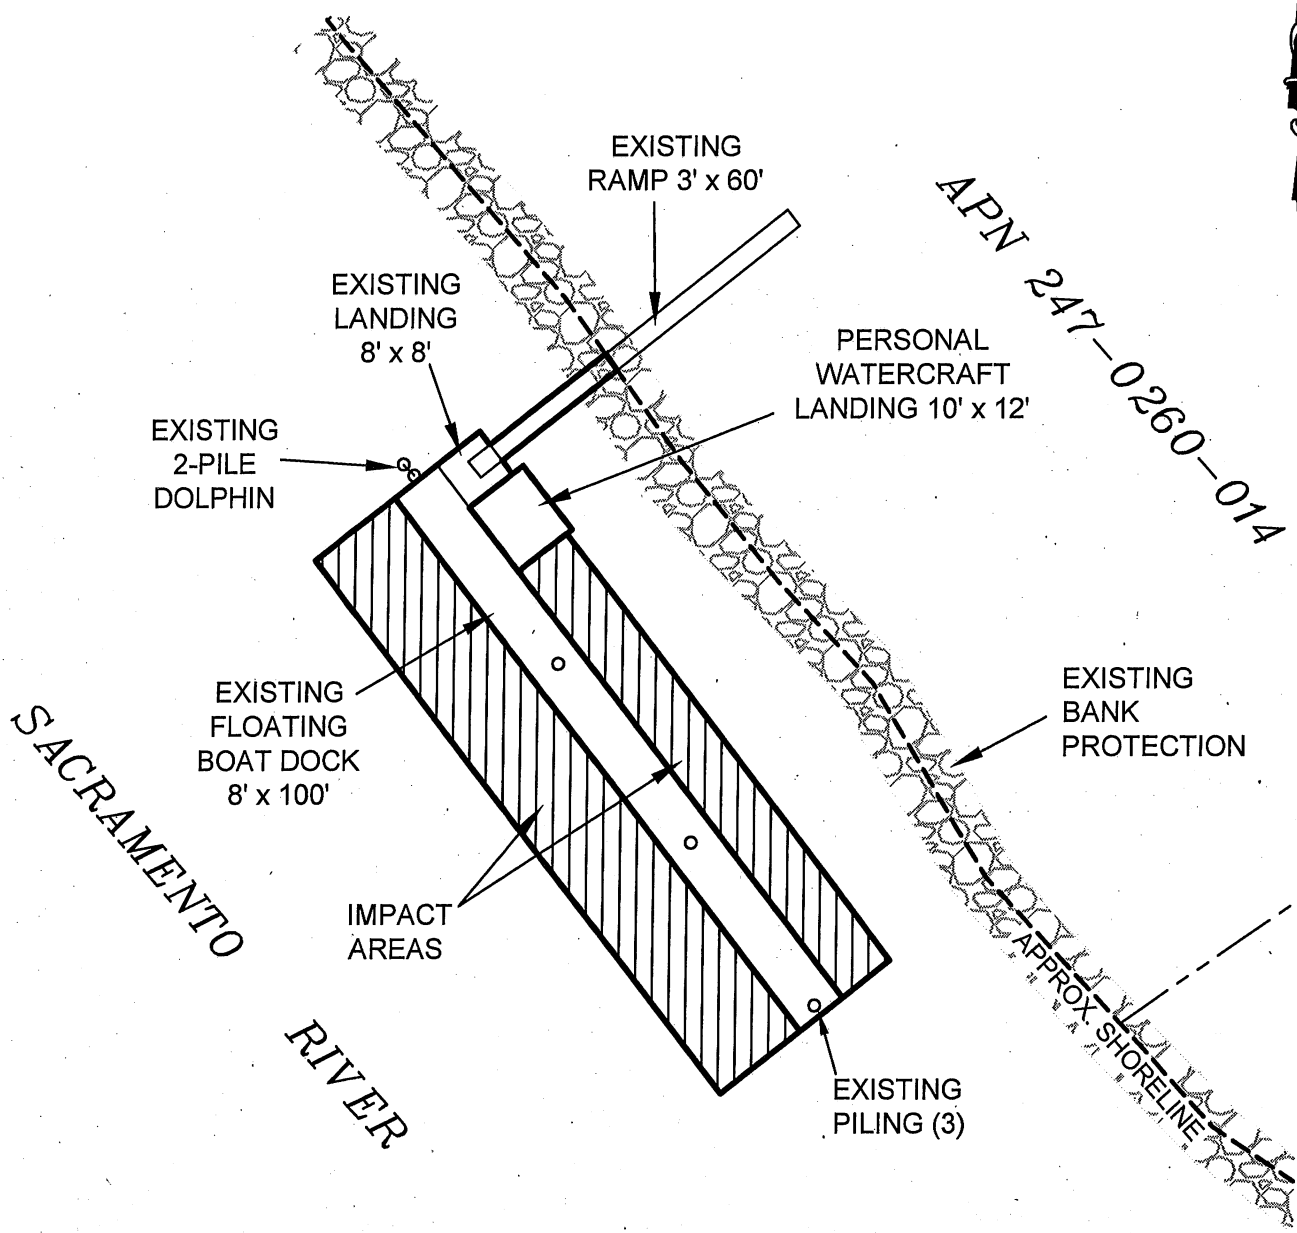 EXISTING
RAMP 3' x 60'
APN 247-0260-014
EXISTING
LANDING
8' x 8'
PERSONAL
WATERCRAFT
LANDING 10' x 12'
EXISTING
2-PILE
DOLPHIN
EXISTING
FLOATING
BOAT DOCK
8' x 100'
EXISTING
BANK
PROTECTION
SACRAMENTO
RIVER
IMPACT
AREAS
APPROX. SHORELINE
EXISTING
PILING (3)